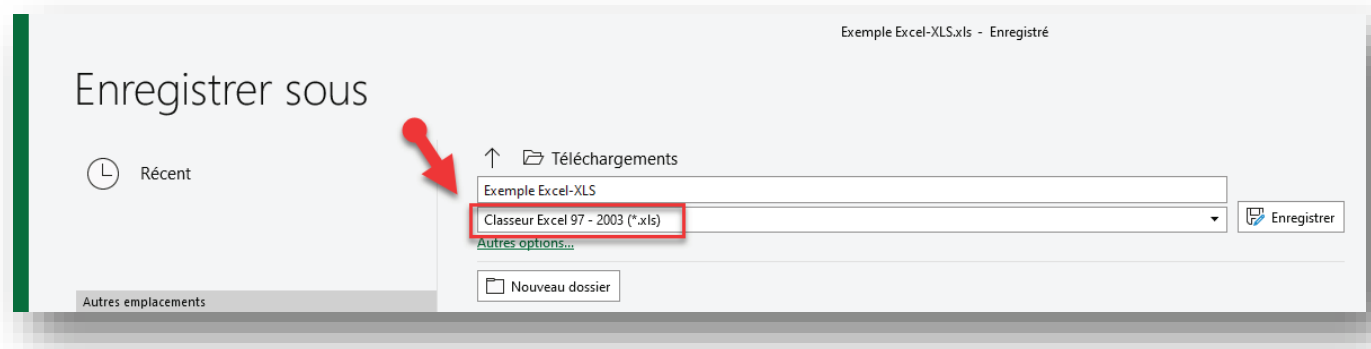 Exemple Excel-XLS.xls - Enregistré
Enregistrer sous
Récent
Téléchargements
Exemple Excel-XLS
Classeur Excel 97 - 2003 (*.xls)
Enregistrer
Autres options...
Nouveau dossier
Autres emplacements